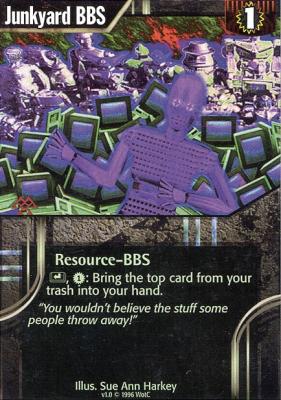 Junkyard BBS
1
Resource-BBS
, 1: Bring the top card from your
trash into your hand.
"You wouldn't believe the stuff some
people throw away!"
Illus. Sue Ann Harkey
v1.0 © 1996 WotC